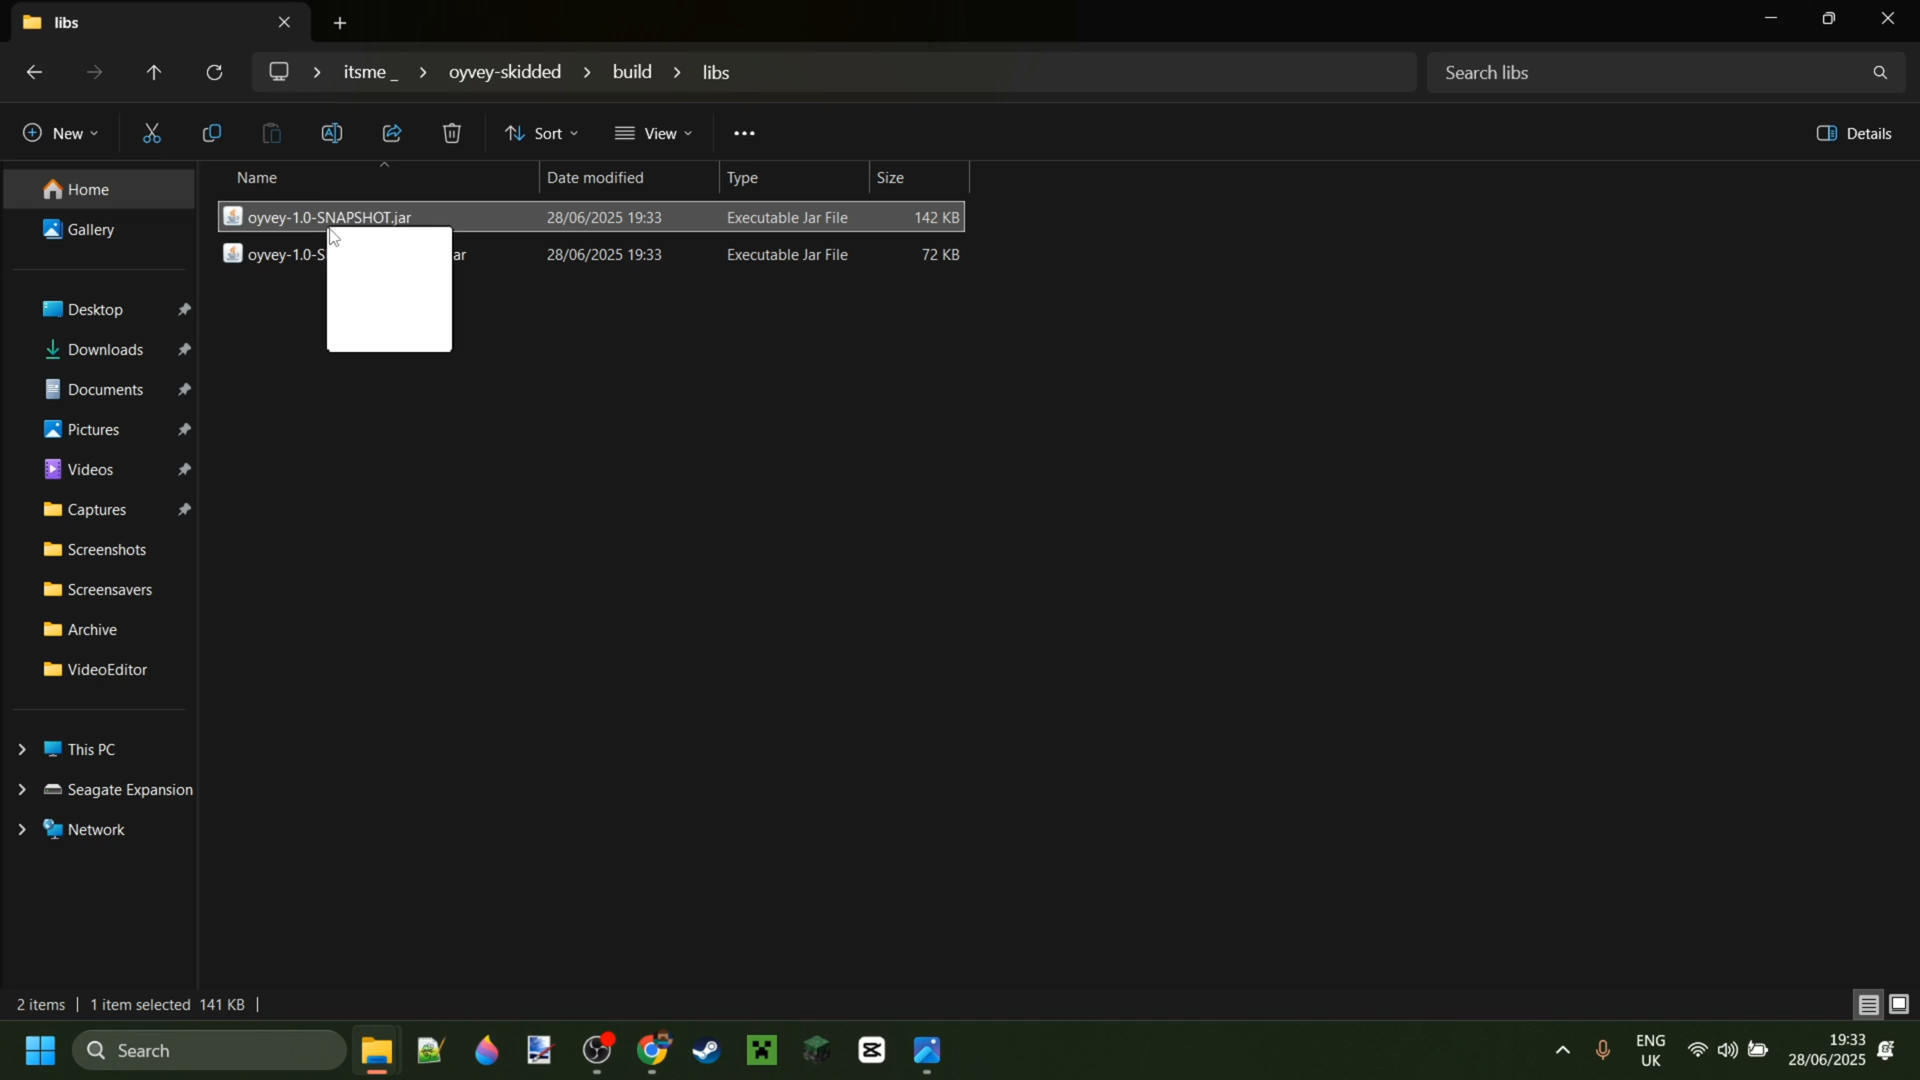 libs
itsme _ > oyvey-skidded > build > libs
Search libs
New
Sort
View
Details
Name
Date modified
Type
Size
oyvey-1.0-SNAPSHOT.jar 28/06/2025 19:33 Executable Jar File 142 KB
oyvey-1.0-S ar 28/06/2025 19:33 Executable Jar File 72 KB
Home
Gallery
Desktop
Downloads
Documents
Pictures
Videos
Captures
Screenshots
Screensavers
Archive
VideoEditor
This PC
Seagate Expansion
Network
2 items | 1 item selected 141 KB |
Search
ENG
UK
19:33
28/06/2025